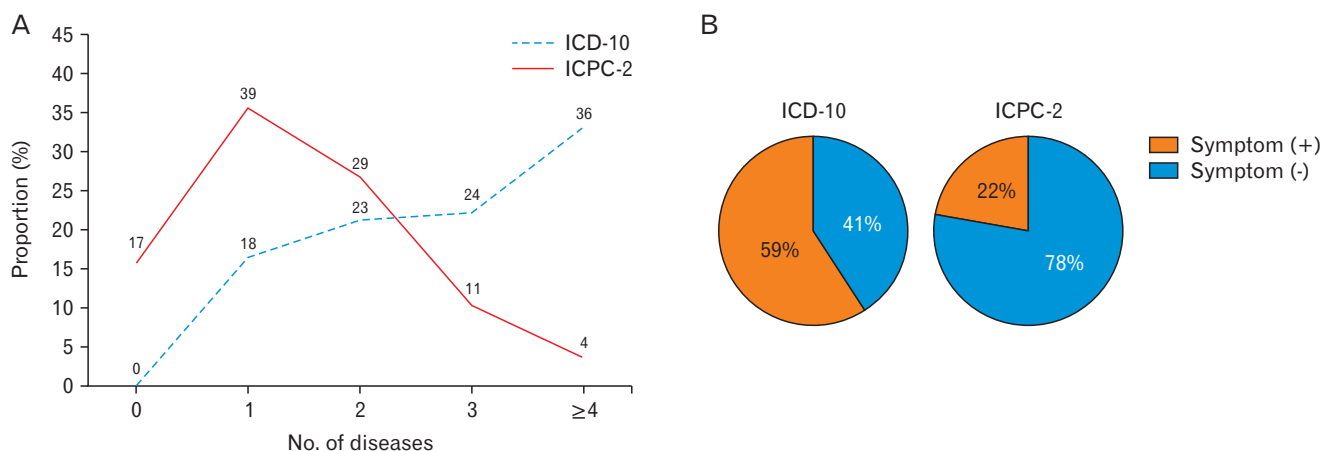 A
45
40
35
30
25
20
15
10
5
0
Proportion (%)
ICD-10
ICPC-2
17
39
29
11
4
0
18
23
24
36
0 1 2 3 ≥4
No. of diseases
B
ICD-10
59%
41%
ICPC-2
22%
78%
Symptom (+)
Symptom (-)